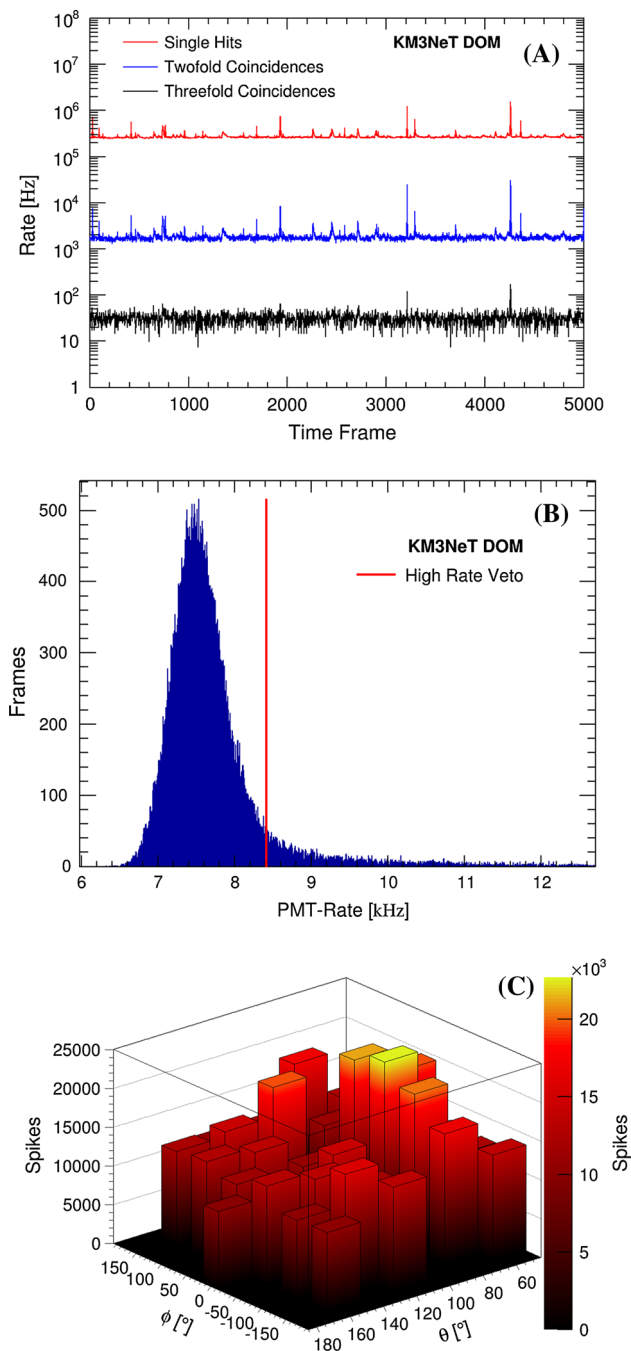 10^8
10^7
10^6
10^5
10^4
10^3
10^2
10
1
Rate [Hz]
Single Hits
Twofold Coincidences
Threefold Coincidences
KM3NeT DOM
(A)
0 1000 2000 3000 4000 5000
Time Frame
500
400
300
200
100
0
Frames
(B)
KM3NeT DOM
High Rate Veto
6 7 8 9 10 11 12
PMT-Rate [kHz]
(C)
×10^3
25000
20000
15000
10000
5000
0
Spikes
150 100 50 0 -50 -100 -150
ϕ [°]
180 160 140 120 100 80 60
θ [°]
20
15
10
5
0
Spikes